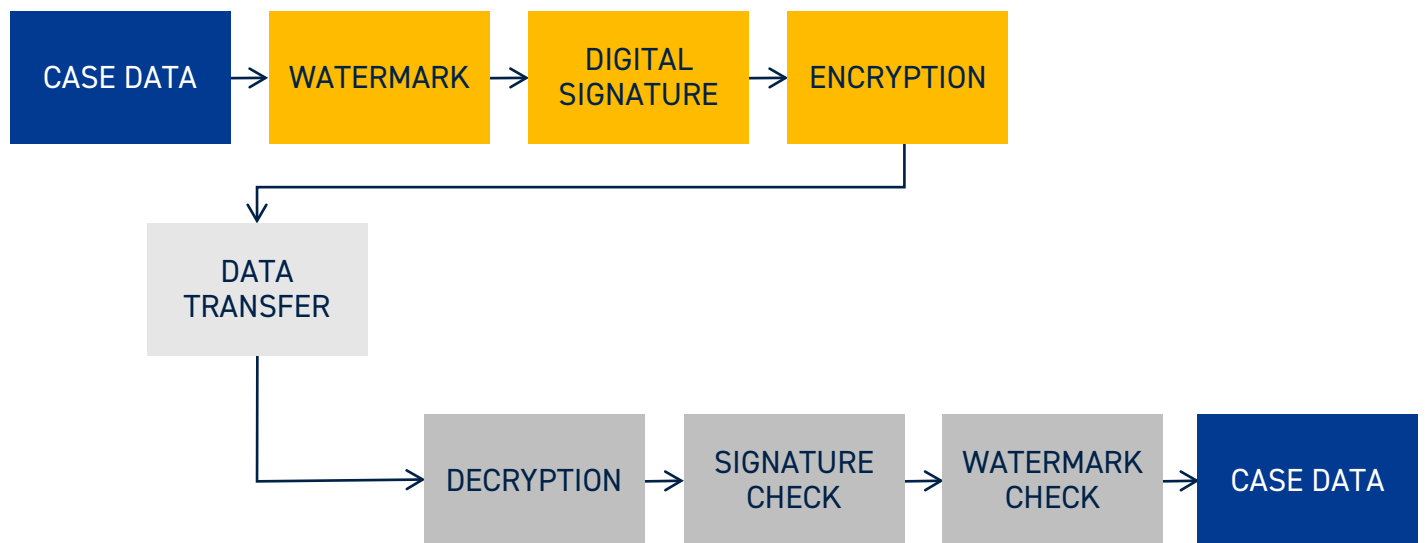 CASE DATA
WATERMARK
DIGITAL
SIGNATURE
ENCRYPTION
DATA
TRANSFER
DECRYPTION
SIGNATURE
CHECK
WATERMARK
CHECK
CASE DATA